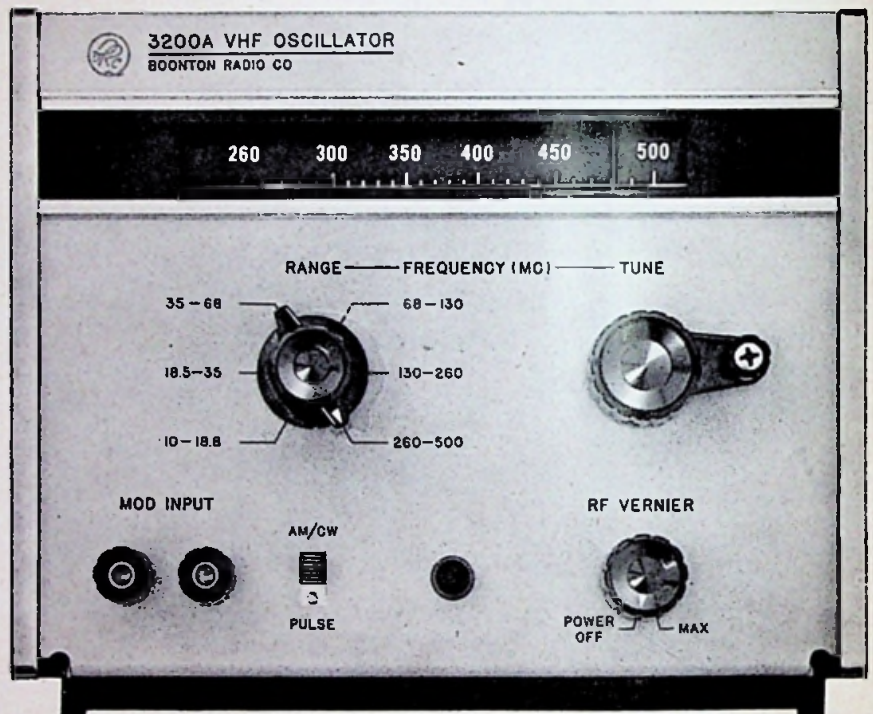 3200A VHF OSCILLATOR
BOONTON RADIO CO
260 300 350 400 450 500
RANGE FREQUENCY (MC) TUNE
35-68 68-130
18.5-35 130-260
10-18.8 260-500
MOD INPUT RF VERNIER
AM/CW
PULSE
POWER OFF MAX